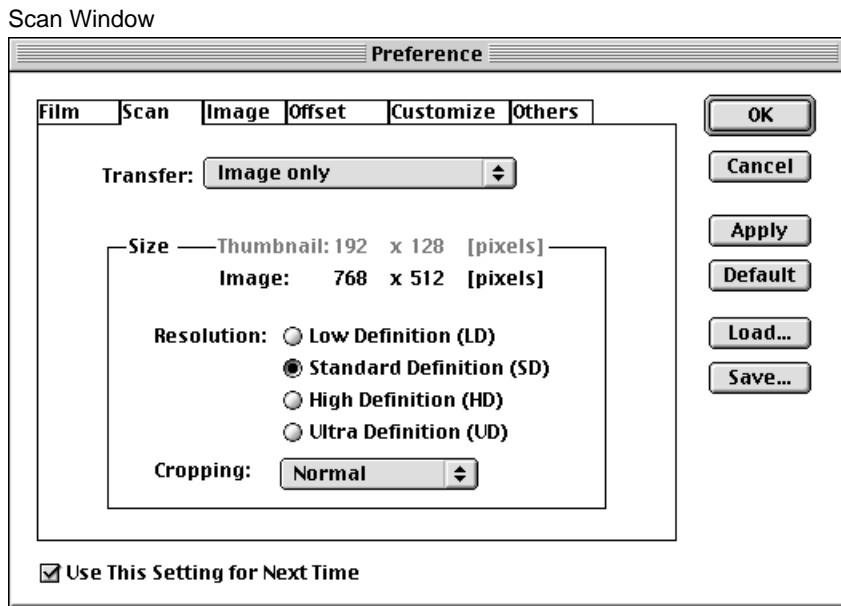 Scan Window
Preference
Film Scan Image Offset Customize Others
Transfer: Image only
Size Thumbnail: 192 x 128 [pixels]
Image: 768 x 512 [pixels]
Resolution: Low Definition (LD)
Standard Definition (SD)
High Definition (HD)
Ultra Definition (UD)
Cropping: Normal
Use This Setting for Next Time
OK
Cancel
Apply
Default
Load...
Save...